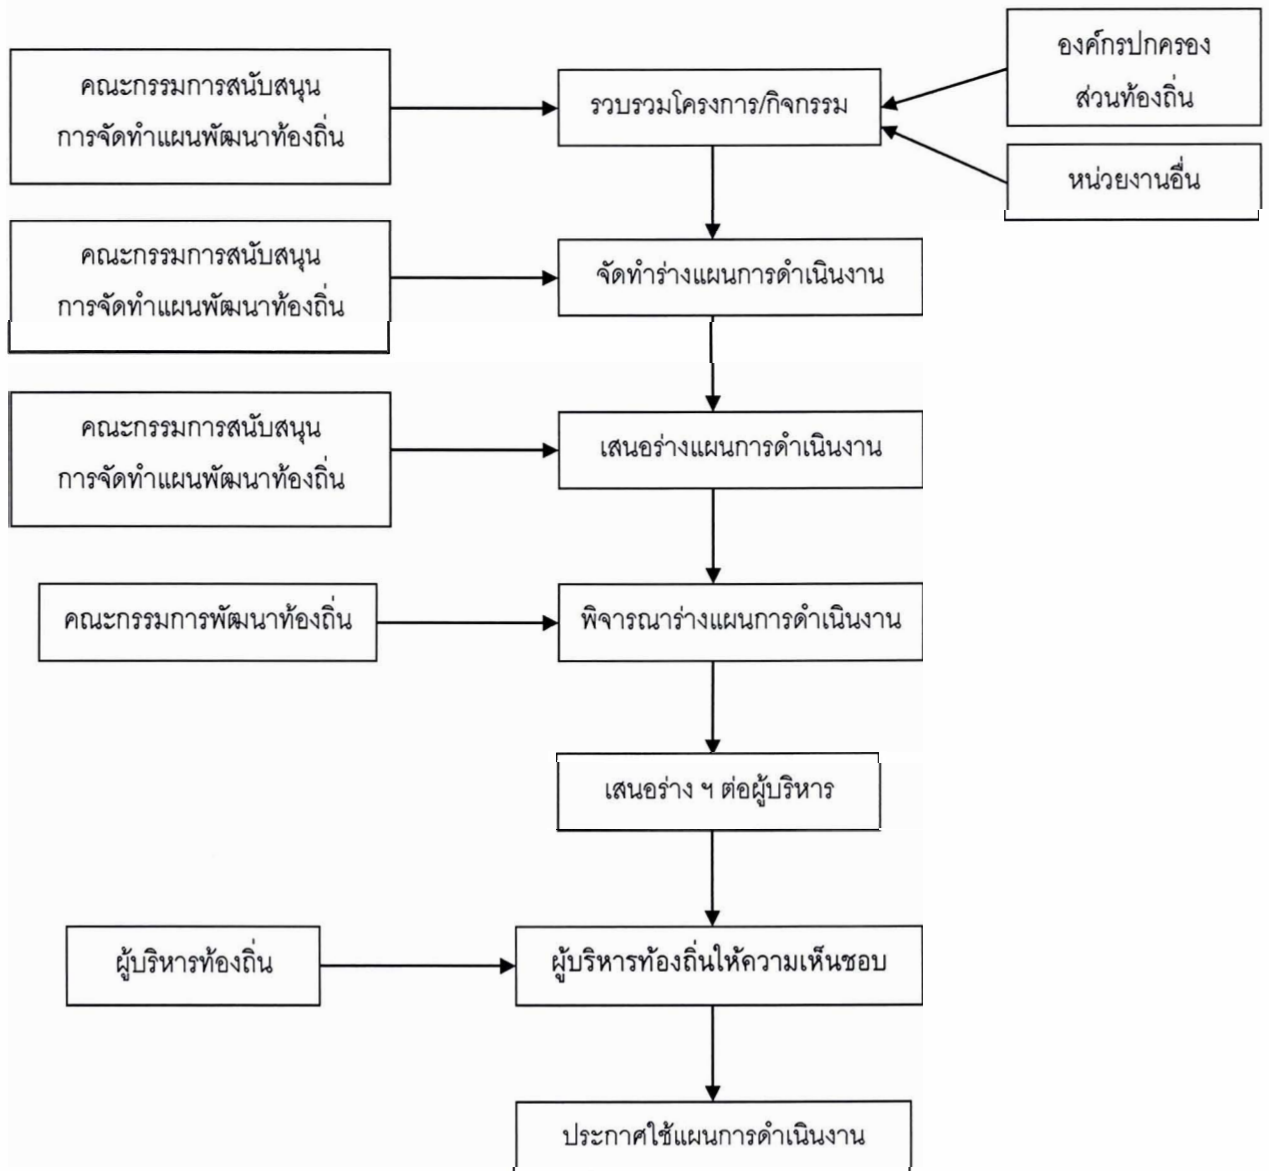 คณะกรรมการสนับสนุน
การจัดทำแผนพัฒนาท้องถิ่น
รวบรวมโครงการ/กิจกรรม
องค์กรปกครอง
ส่วนท้องถิ่น
หน่วยงานอื่น
คณะกรรมการสนับสนุน
การจัดทำแผนพัฒนาท้องถิ่น
จัดทำร่างแผนการดำเนินงาน
คณะกรรมการสนับสนุน
การจัดทำแผนพัฒนาท้องถิ่น
เสนอร่างแผนการดำเนินงาน
คณะกรรมการพัฒนาท้องถิ่น
พิจารณาร่างแผนการดำเนินงาน
เสนอร่าง ฯ ต่อผู้บริหาร
ผู้บริหารท้องถิ่น
ผู้บริหารท้องถิ่นให้ความเห็นชอบ
ประกาศใช้แผนการดำเนินงาน